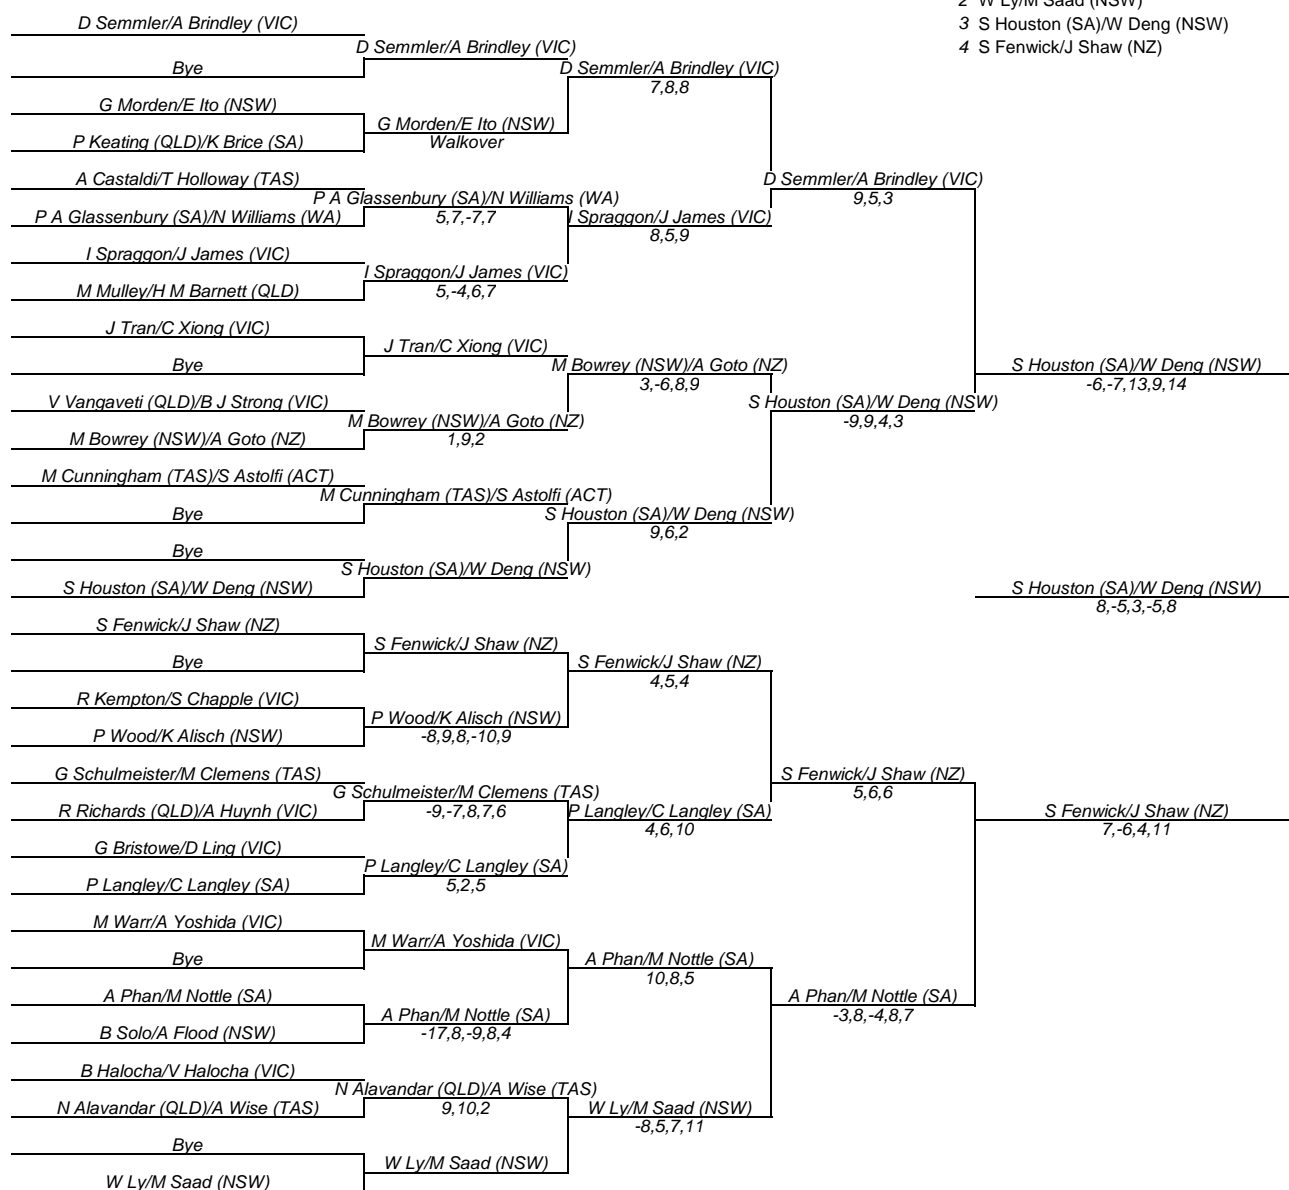 2 W Ly/M Saad (NSW)
3 S Houston (SA)/W Deng (NSW)
4 S Fenwick/J Shaw (NZ)
D Semmler/A Brindley (VIC)
Bye
G Morden/E Ito (NSW)
P Keating (QLD)/K Brice (SA)
A Castaldi/T Holloway (TAS)
P A Glassenbury (SA)/N Williams (WA)
I Spraggon/J James (VIC)
M Mulley/H M Barnett (QLD)
J Tran/C Xiong (VIC)
Bye
V Vangaveti (QLD)/B J Strong (VIC)
M Bowrey (NSW)/A Goto (NZ)
M Cunningham (TAS)/S Astolfi (ACT)
Bye
Bye
S Houston (SA)/W Deng (NSW)
S Fenwick/J Shaw (NZ)
Bye
R Kempton/S Chapple (VIC)
P Wood/K Alisch (NSW)
G Schulmeister/M Clemens (TAS)
R Richards (QLD)/A Huynh (VIC)
G Bristowe/D Ling (VIC)
P Langley/C Langley (SA)
M Warr/A Yoshida (VIC)
Bye
A Phan/M Nottle (SA)
B Solo/A Flood (NSW)
B Halocha/V Halocha (VIC)
N Alavandar (QLD)/A Wise (TAS)
Bye
W Ly/M Saad (NSW)
D Semmler/A Brindley (VIC)
G Morden/E Ito (NSW)
Walkover
P A Glassenbury (SA)/N Williams (WA)
5,7,-7,7
I Spraggon/J James (VIC)
5,-4,6,7
J Tran/C Xiong (VIC)
M Bowrey (NSW)/A Goto (NZ)
1,9,2
M Cunningham (TAS)/S Astolfi (ACT)
S Houston (SA)/W Deng (NSW)
S Fenwick/J Shaw (NZ)
P Wood/K Alisch (NSW)
-8,9,8,-10,9
G Schulmeister/M Clemens (TAS)
-9,-7,8,7,6
P Langley/C Langley (SA)
5,2,5
M Warr/A Yoshida (VIC)
A Phan/M Nottle (SA)
-17,8,-9,8,4
N Alavandar (QLD)/A Wise (TAS)
9,10,2
W Ly/M Saad (NSW)
D Semmler/A Brindley (VIC)
7,8,8
I Spraggon/J James (VIC)
8,5,9
M Bowrey (NSW)/A Goto (NZ)
3,-6,8,9
S Houston (SA)/W Deng (NSW)
9,6,2
S Fenwick/J Shaw (NZ)
4,5,4
P Langley/C Langley (SA)
4,6,10
A Phan/M Nottle (SA)
10,8,5
W Ly/M Saad (NSW)
-8,5,7,11
D Semmler/A Brindley (VIC)
9,5,3
S Houston (SA)/W Deng (NSW)
-9,9,4,3
S Fenwick/J Shaw (NZ)
5,6,6
A Phan/M Nottle (SA)
-3,8,-4,8,7
S Houston (SA)/W Deng (NSW)
-6,-7,13,9,14
S Houston (SA)/W Deng (NSW)
8,-5,3,-5,8
S Fenwick/J Shaw (NZ)
7,-6,4,11